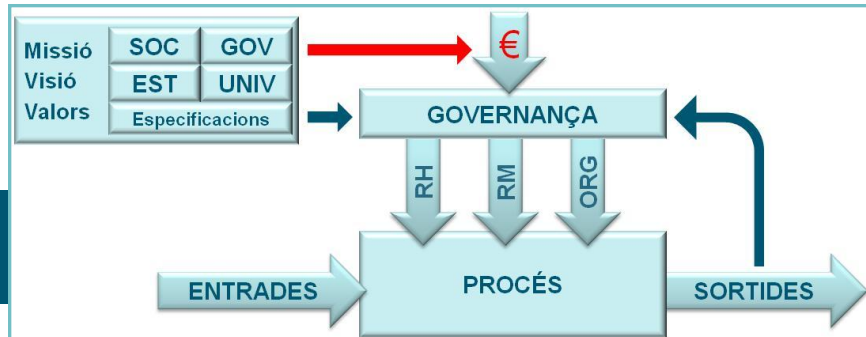 Missió
Visió
Valors
SOC
GOV
EST
UNIV
Especificacions
€
GOVERNANÇA
RH
RM
ORG
ENTRADES
PROCÉS
SORTIDES